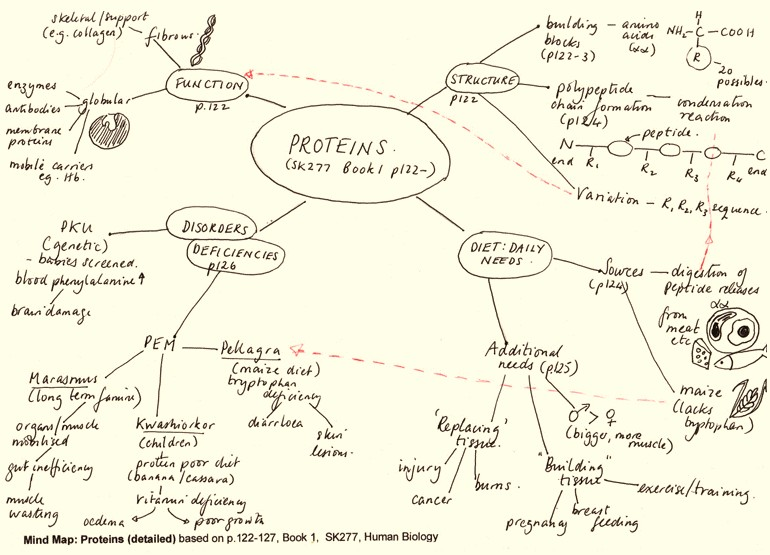 PROTEINS.
(SK277 Book 1 p122-)
FUNCTION
p.122
skeletal/support
(e.g. collagen)
fibrous.
globular
enzymes
antibodies
membrane
proteins
mobile carries
eg. Hb.
STRUCTURE
p122
building
blocks
(p122-3)
amino
acids
(αα)
H
NH₂ – C – COOH
R
20
possibles.
polypeptide
chain formation
(p124)
condensation
reaction
peptide.
N
end
R₁
R₂
R₃
R₄
C
end
Variation – R₁ R₂ R₃ sequence.
DISORDERS
DEFICIENCIES
p126
PKU
(genetic)
- babies screened.
blood phenylalanine ↑
brain damage
PEM
Pellagra
(maize diet)
tryptophan
deficiency
diarrhoea
skin
lesions.
Marasmus
(long term famine)
organs/muscle
mobilised
gut inefficiency
muscle
wasting
Kwashiorkor
(children)
protein poor diet
(banana/cassava)
vitamin deficiency
oedema
poor growth
DIET: DAILY
NEEDS.
Sources
(p124)
digestion of
peptide releases
αα
from
meat
etc
maize
(lacks
tryptophan)
Additional
needs (p125)
♂ > ♀
(bigger, more
muscle)
'Replacing'
tissue.
injury
cancer
burns.
"Building"
tissue
pregnancy
breast
feeding
exercise/training.
Mind Map: Proteins (detailed) based on p.122-127, Book 1, SK277, Human Biology